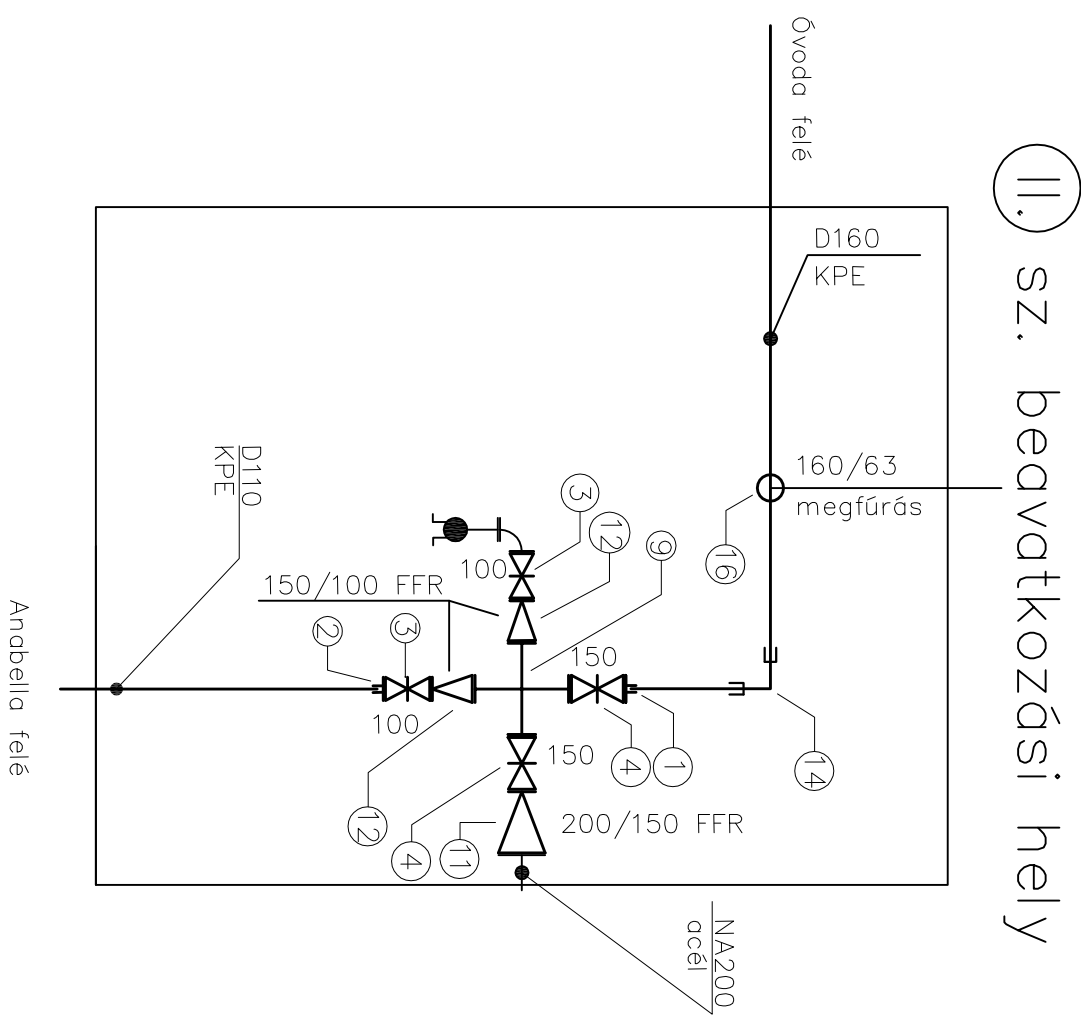 II. sz. beavatkozási hely
Óvoda felé
D160
KPE
160/63
megfúrás
16
D110
KPE
3
12
9
100
150/100 FFR
2
3
150
100
14
4
1
150
12
4
11
200/150 FFR
NA200
acél
Anabella felé